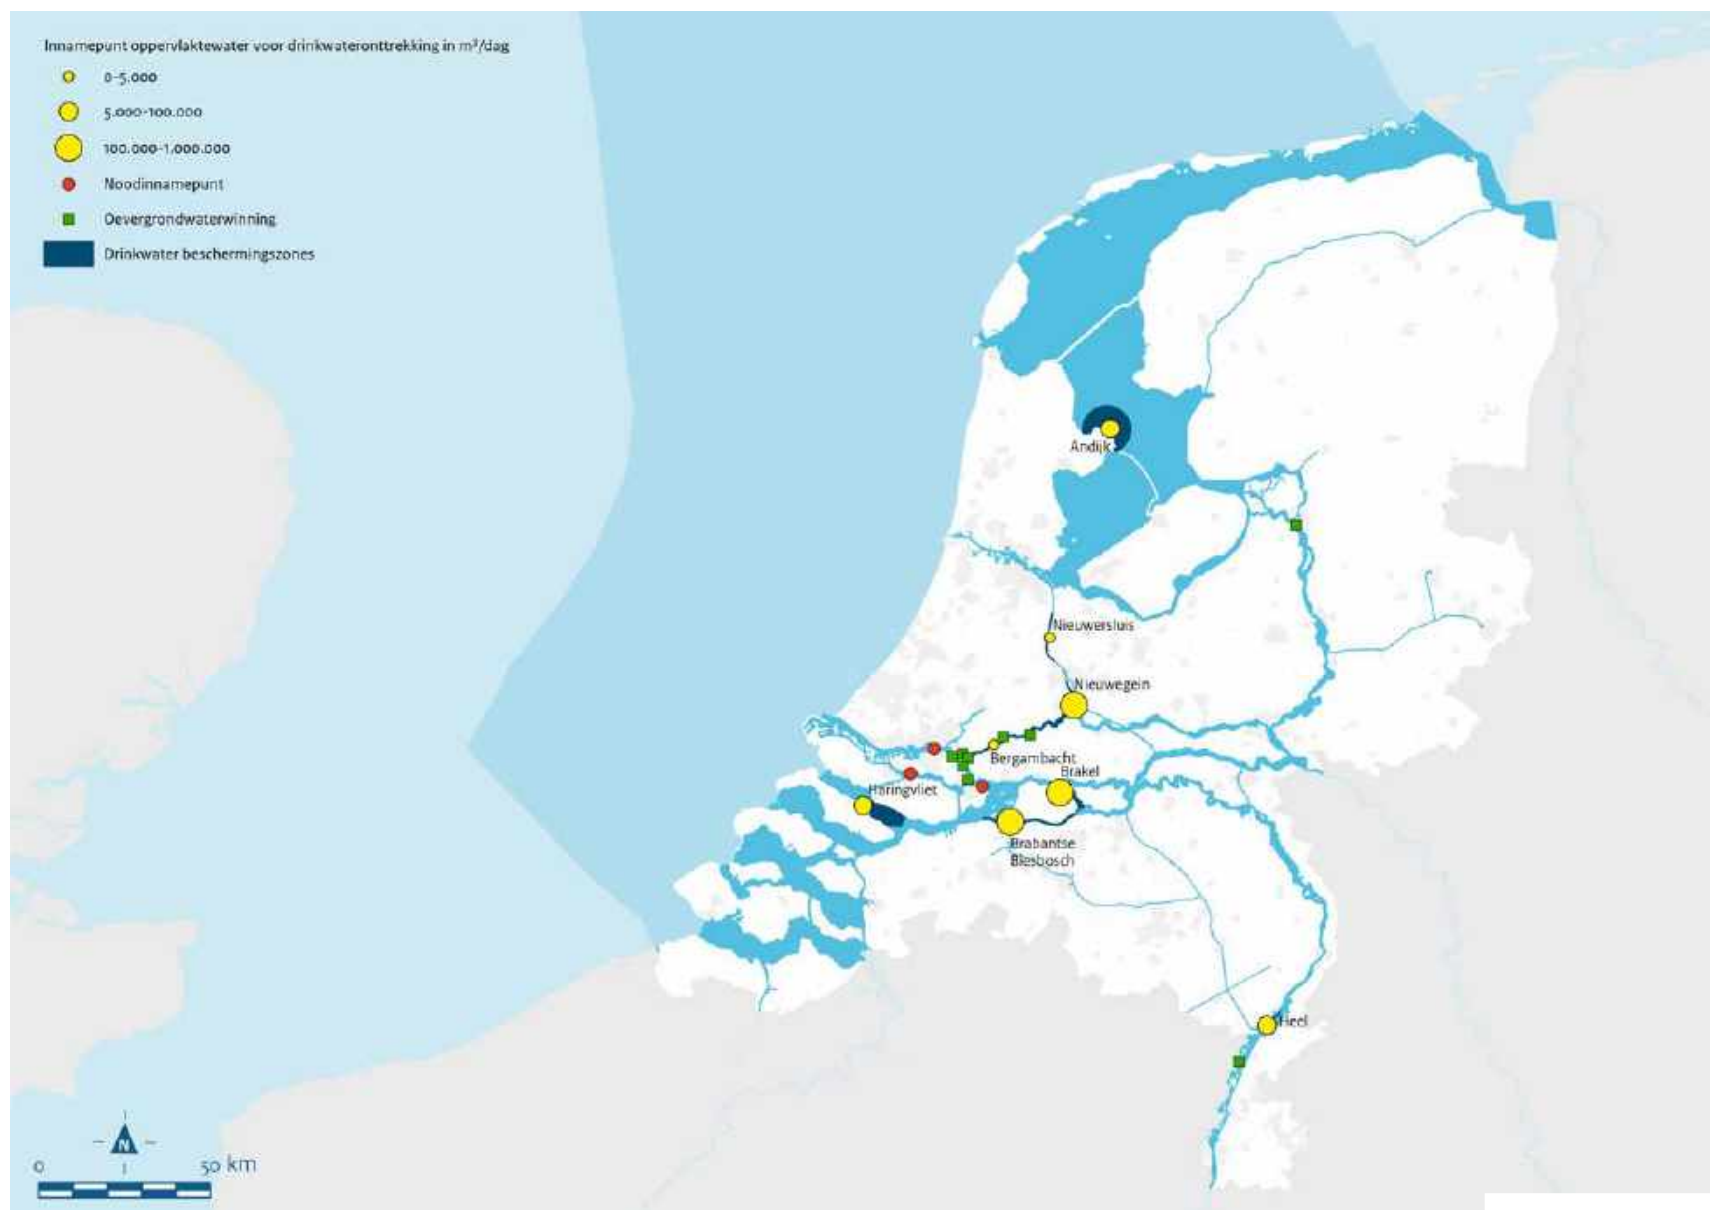 Innamepunt oppervlaktewater voor drinkwateronttrekking in m³/dag
0-5.000
5.000-100.000
100.000-1.000.000
Noodinnamepunt
Oevergrondwaterwinning
Drinkwater beschermingszones
Andijk
Nieuwersluis
Nieuwegein
Bergambacht
Brakel
Haringvliet
Brabantse
Biesbosch
Heel
N
0 50 km